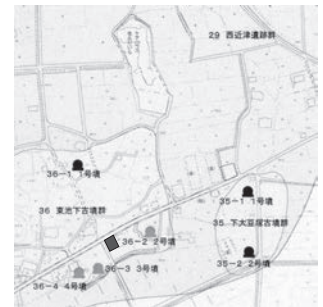 29 西近津遺跡群
36－1 1号墳
35－1 1号墳
36 東池下古墳群
35 下大豆塚古墳群
36－2 2号墳
35－2 2号墳
36－3 3号墳
36－4 4号墳